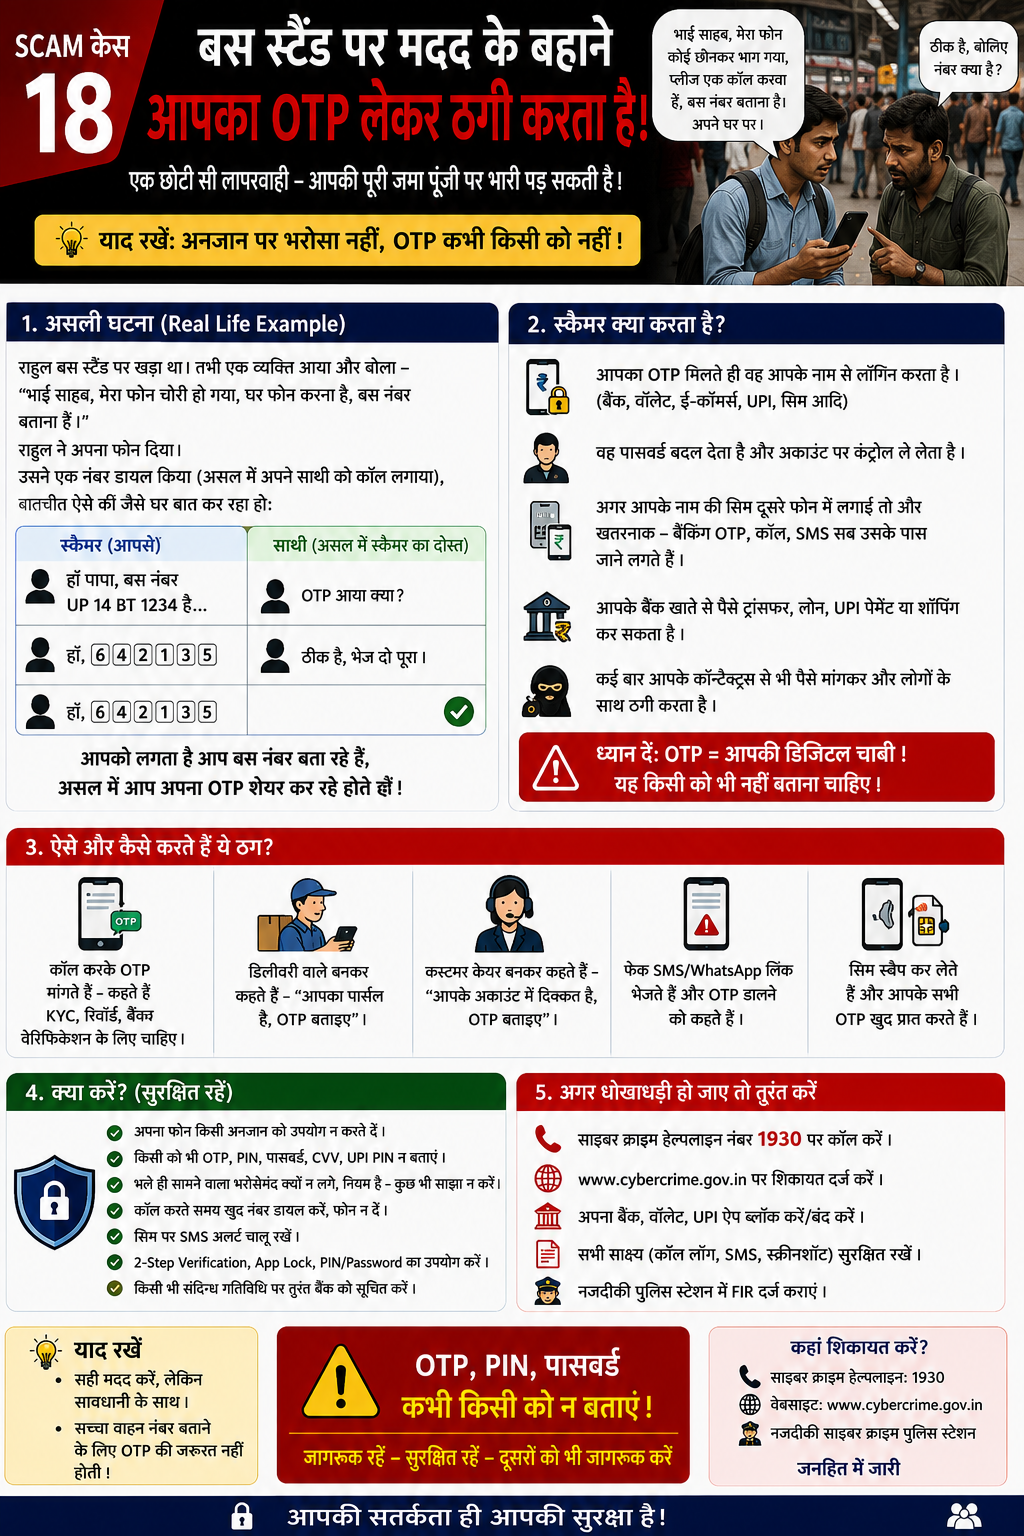 SCAM केस
18
बस स्टैंड पर मदद के बहाने
आपका OTP लेकर ठगी करता है!
एक छोटी सी लापरवाही – आपकी पूरी जमा पूंजी पर भारी पड़ सकती है !
याद रखें: अनजान पर भरोसा नहीं, OTP कभी किसी को नहीं !
भाई साहब, मेरा फोन
कोई छीनकर भाग गया,
प्लीज एक कॉल करवा
दें, बस नंबर बताना है।
अपने घर पर ।
ठीक है, बोलिए
नंबर क्या है?
1. असली घटना (Real Life Example)
राहुल बस स्टैंड पर खड़ा था। तभी एक व्यक्ति आया और बोला –
“भाई साहब, मेरा फोन चोरी हो गया, घर फोन करना है, बस नंबर
बताना हैं ।”
राहुल ने अपना फोन दिया।
उसने एक नंबर डायल किया (असल में अपने साथी को कॉल लगाया),
बातचीत ऐसे कीं जैसे घर बात कर रहा हो:
स्कैमर (आपसे)
साथी (असल में स्कैमर का दोस्त)
हॉं पापा, बस नंबर
UP 14 BT 1234 है...
OTP आया क्या?
हॉं, 6 4 2 1 3 5
ठीक है, भेज दो पूरा ।
हॉं, 6 4 2 1 3 5
आपको लगता है आप बस नंबर बता रहे हैं,
असल में आप अपना OTP शेयर कर रहे होते हैं !
2. स्कैमर क्या करता है?
आपका OTP मिलते ही वह आपके नाम से लॉगिन करता है ।
(बैंक, वॉलेट, ई-कॉमर्स, UPI, सिम आदि)
वह पासवर्ड बदल देता है और अकाउंट पर कंट्रोल ले लेता है ।
अगर आपके नाम की सिम दूसरे फोन में लगाई तो और
खतरनाक – बैंकिंग OTP, कॉल, SMS सब उसके पास
जाने लगते हैं ।
आपके बैंक खाते से पैसे ट्रांसफर, लोन, UPI पेमेंट या शॉपिंग
कर सकता है ।
कई बार आपके कॉन्टैक्ट्स से भी पैसे मांगकर और लोगों के
साथ ठगी करता है ।
ध्यान दें: OTP = आपकी डिजिटल चाबी !
यह किसी को भी नहीं बताना चाहिए !
3. ऐसे और कैसे करते हैं ये ठग?
OTP
कॉल करके OTP
मांगते हैं – कहते हैं
KYC, रिवॉर्ड, बैंक
वेरिफिकेशन के लिए चाहिए ।
डिलीवरी वाले बनकर
कहते हैं – “आपका पार्सल
है, OTP बताइए” ।
कस्टमर केयर बनकर कहते हैं –
“आपके अकाउंट में दिक्कत है,
OTP बताइए” ।
फेक SMS/WhatsApp लिंक
भेजते हैं और OTP डालने
को कहते हैं ।
सिम स्वैप कर लेते
हैं और आपके सभी
OTP खुद प्राप्त करते हैं ।
4. क्या करें? (सुरक्षित रहें)
अपना फोन किसी अनजान को उपयोग न करते दें ।
किसी को भी OTP, PIN, पासवर्ड, CVV, UPI PIN न बताएं ।
भले ही सामने वाला भरोसेमंद क्यों न लगे, नियम है – कुछ भी साझा न करें।
कॉल करते समय खुद नंबर डायल करें, फोन न दें ।
सिम पर SMS अलर्ट चालू रखें ।
2-Step Verification, App Lock, PIN/Password का उपयोग करें ।
किसी भी संदिग्ध गतिविधि पर तुरंत बैंक को सूचित करें ।
5. अगर धोखाधड़ी हो जाए तो तुरंत करें
साइबर क्राइम हेल्पलाइन नंबर 1930 पर कॉल करें ।
www.cybercrime.gov.in पर शिकायत दर्ज करें ।
अपना बैंक, वॉलेट, UPI ऐप ब्लॉक करें/बंद करें ।
सभी साक्ष्य (कॉल लॉग, SMS, स्क्रीनशॉट) सुरक्षित रखें ।
नजदीकी पुलिस स्टेशन में FIR दर्ज कराएं ।
याद रखें
• सही मदद करें, लेकिन
सावधानी के साथ ।
• सच्चा वाहन नंबर बताने
के लिए OTP की जरूरत नहीं
होती !
OTP, PIN, पासबर्ड
कभी किसी को न बताएं !
जागरूक रहें – सुरक्षित रहें – दूसरों को भी जागरूक करें
कहां शिकायत करें?
साइबर क्राइम हेल्पलाइन: 1930
वेबसाइट: www.cybercrime.gov.in
नजदीकी साइबर क्राइम पुलिस स्टेशन
जनहित में जारी
आपकी सतर्कता ही आपकी सुरक्षा है !